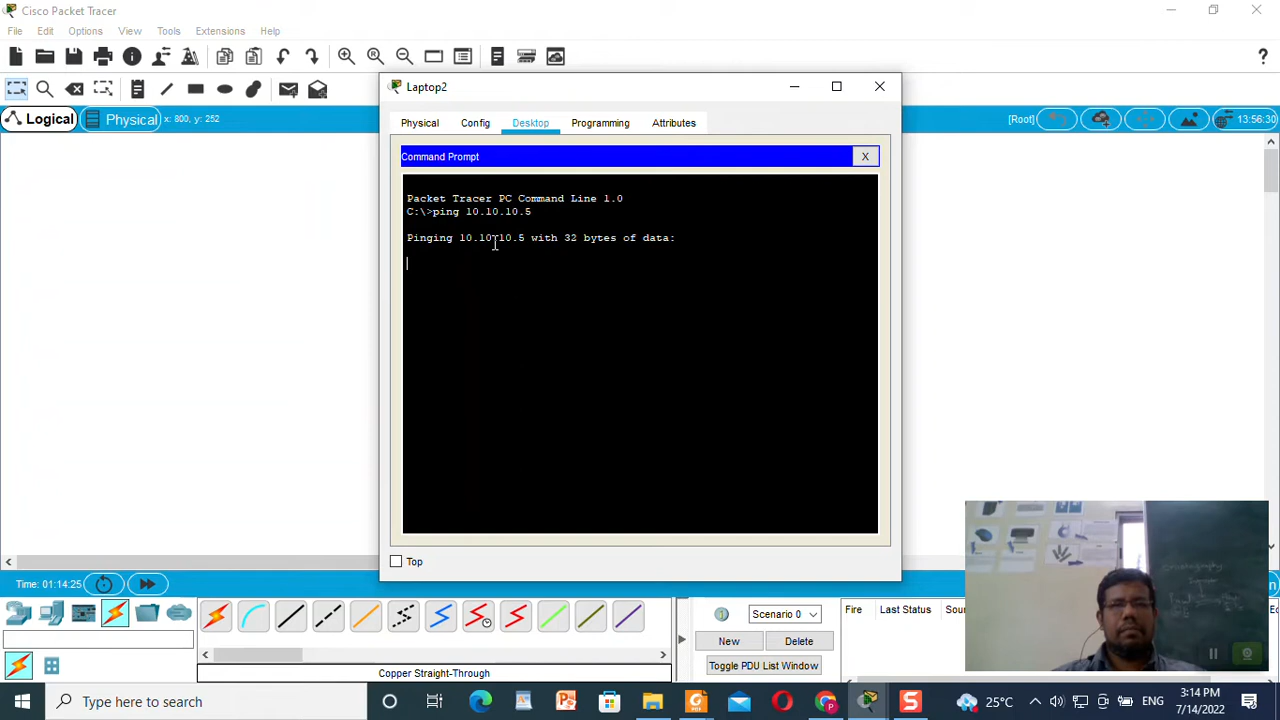 Cisco Packet Tracer
File Edit Options View Tools Extensions Help
Logical Physical x: 800, y: 252 [Root] 13:56:30
Laptop2
Physical Config Desktop Programming Attributes
Command Prompt X
Packet Tracer PC Command Line 1.0
C:\>ping 10.10.10.5
Pinging 10.10.10.5 with 32 bytes of data:
Top
Time: 01:14:25
Scenario 0
Fire Last Status Sour
New Delete
Toggle PDU List Window
Copper Straight-Through
Type here to search
25°C ENG
3:14 PM
7/14/2022